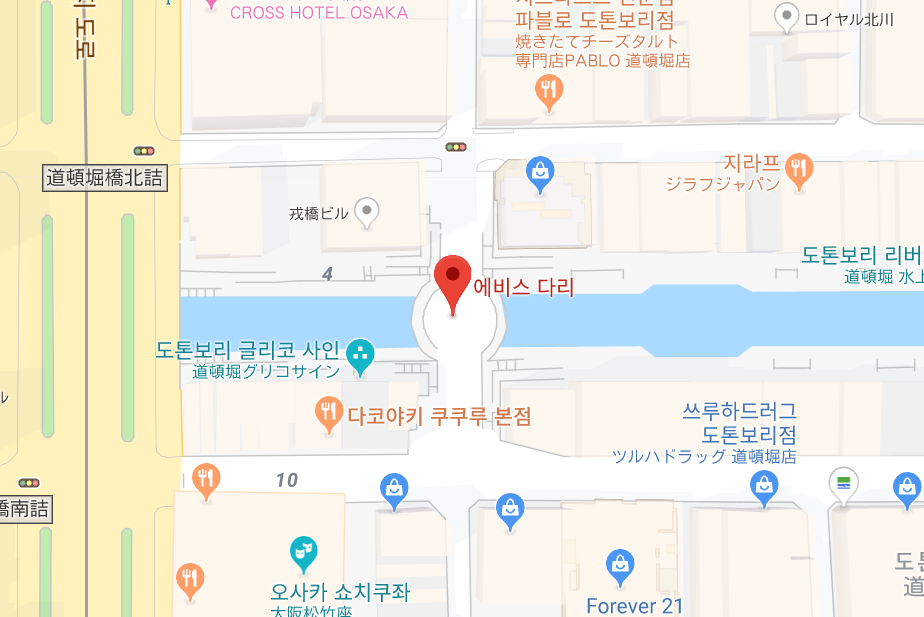 CROSS HOTEL OSAKA
파블로 도톤보리점
焼きたてチーズタルト
専門店PABLO 道頓堀店
ロイヤル北川
道頓堀橋北詰
지라프
ジラフジャパン
戎橋ビル
4
도톤보리 리버
道頓堀 水上
에비스 다리
도톤보리 글리코 사인
道頓堀グリコサイン
다코야키 쿠쿠루 본점
쓰루하드러그
도톤보리점
ツルハドラッグ 道頓堀店
10
橋南詰
오사카 쇼치쿠좌
大阪松竹座
Forever 21
도톤
道